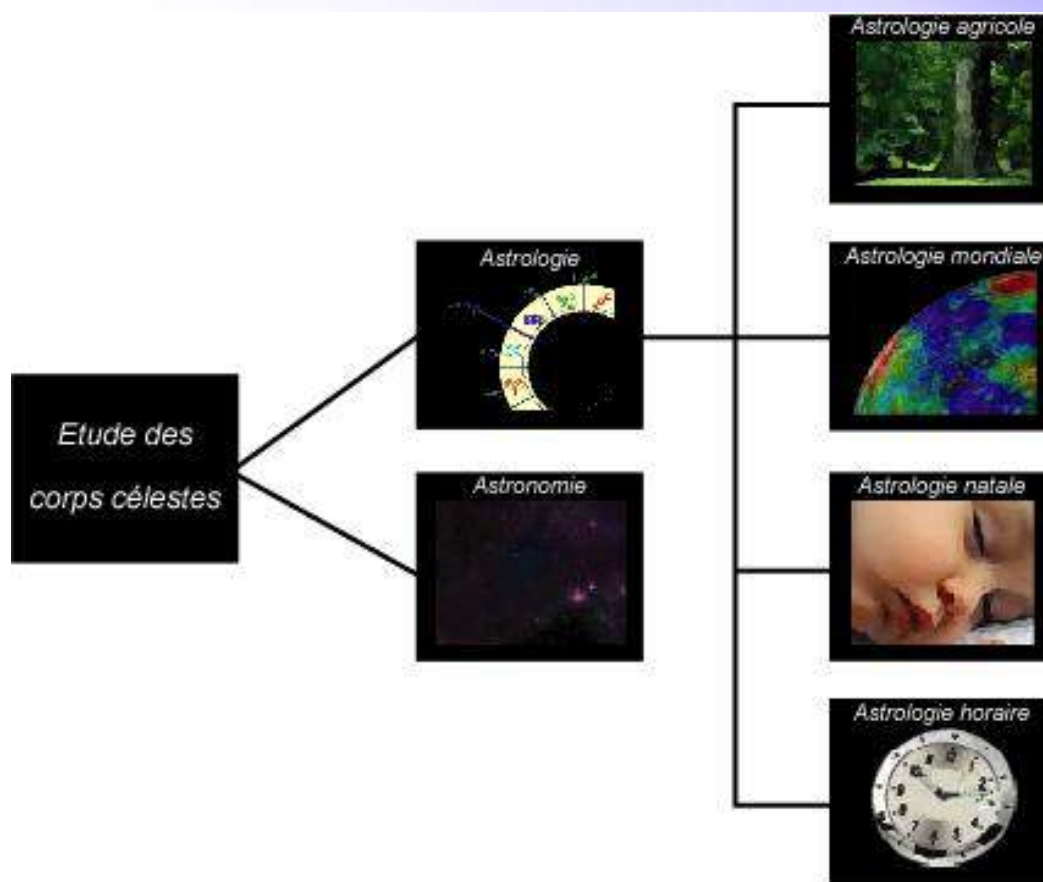 Astrologie agricole
Astrologie
Astrologie mondiale
Etude des
corps célestes
Astronomie
Astrologie natale
Astrologie horaire